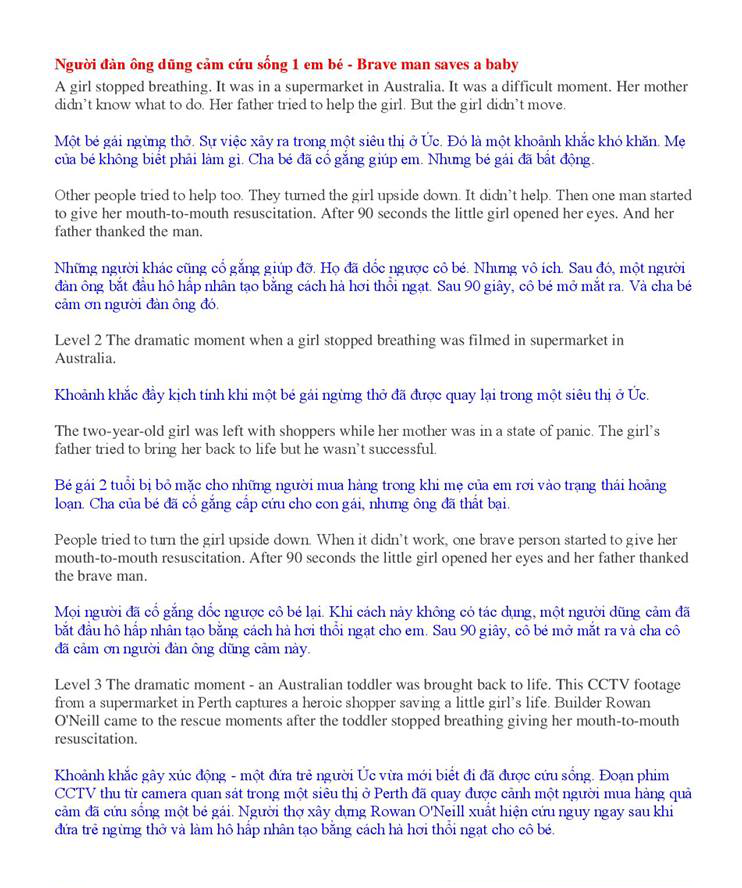 Người đàn ông dũng cảm cứu sống 1 em bé - Brave man saves a baby
A girl stopped breathing. It was in a supermarket in Australia. It was a difficult moment. Her mother
didn’t know what to do. Her father tried to help the girl. But the girl didn’t move.
Một bé gái ngừng thở. Sự việc xảy ra trong một siêu thị ở Úc. Đó là một khoảnh khắc khó khăn. Mẹ
của bé không biết phải làm gì. Cha bé đã cố gắng giúp em. Nhưng bé gái đã bất động.
Other people tried to help too. They turned the girl upside down. It didn’t help. Then one man started
to give her mouth-to-mouth resuscitation. After 90 seconds the little girl opened her eyes. And her
father thanked the man.
Những người khác cũng cố gắng giúp đỡ. Họ đã dốc ngược cô bé. Nhưng vô ích. Sau đó, một người
đàn ông bắt đầu hô hấp nhân tạo bằng cách hà hơi thổi ngạt. Sau 90 giây, cô bé mở mắt ra. Và cha bé
cảm ơn người đàn ông đó.
Level 2 The dramatic moment when a girl stopped breathing was filmed in supermarket in
Australia.
Khoảnh khắc đầy kịch tính khi một bé gái ngừng thở đã được quay lại trong một siêu thị ở Úc.
The two-year-old girl was left with shoppers while her mother was in a state of panic. The girl’s
father tried to bring her back to life but he wasn’t successful.
Bé gái 2 tuổi bị bỏ mặc cho những người mua hàng trong khi mẹ của em rơi vào trạng thái hoảng
loạn. Cha của bé đã cố gắng cấp cứu cho con gái, nhưng ông đã thất bại.
People tried to turn the girl upside down. When it didn’t work, one brave person started to give her
mouth-to-mouth resuscitation. After 90 seconds the little girl opened her eyes and her father thanked
the brave man.
Mọi người đã cố gắng dốc ngược cô bé lại. Khi cách này không có tác dụng, một người dũng cảm đã
bắt đầu hô hấp nhân tạo bằng cách hà hơi thổi ngạt cho em. Sau 90 giây, cô bé mở mắt ra và cha cô
đã cảm ơn người đàn ông dũng cảm này.
Level 3 The dramatic moment - an Australian toddler was brought back to life. This CCTV footage
from a supermarket in Perth captures a heroic shopper saving a little girl’s life. Builder Rowan
O'Neill came to the rescue moments after the toddler stopped breathing giving her mouth-to-mouth
resuscitation.
Khoảnh khắc gây xúc động - một đứa trẻ người Úc vừa mới biết đi đã được cứu sống. Đoạn phim
CCTV thu từ camera quan sát trong một siêu thị ở Perth đã quay được cảnh một người mua hàng quả
cảm đã cứu sống một bé gái. Người thợ xây dựng Rowan O'Neill xuất hiện cứu nguy ngay sau khi
đứa trẻ ngừng thở và làm hô hấp nhân tạo bằng cách hà hơi thổi ngạt cho cô bé.